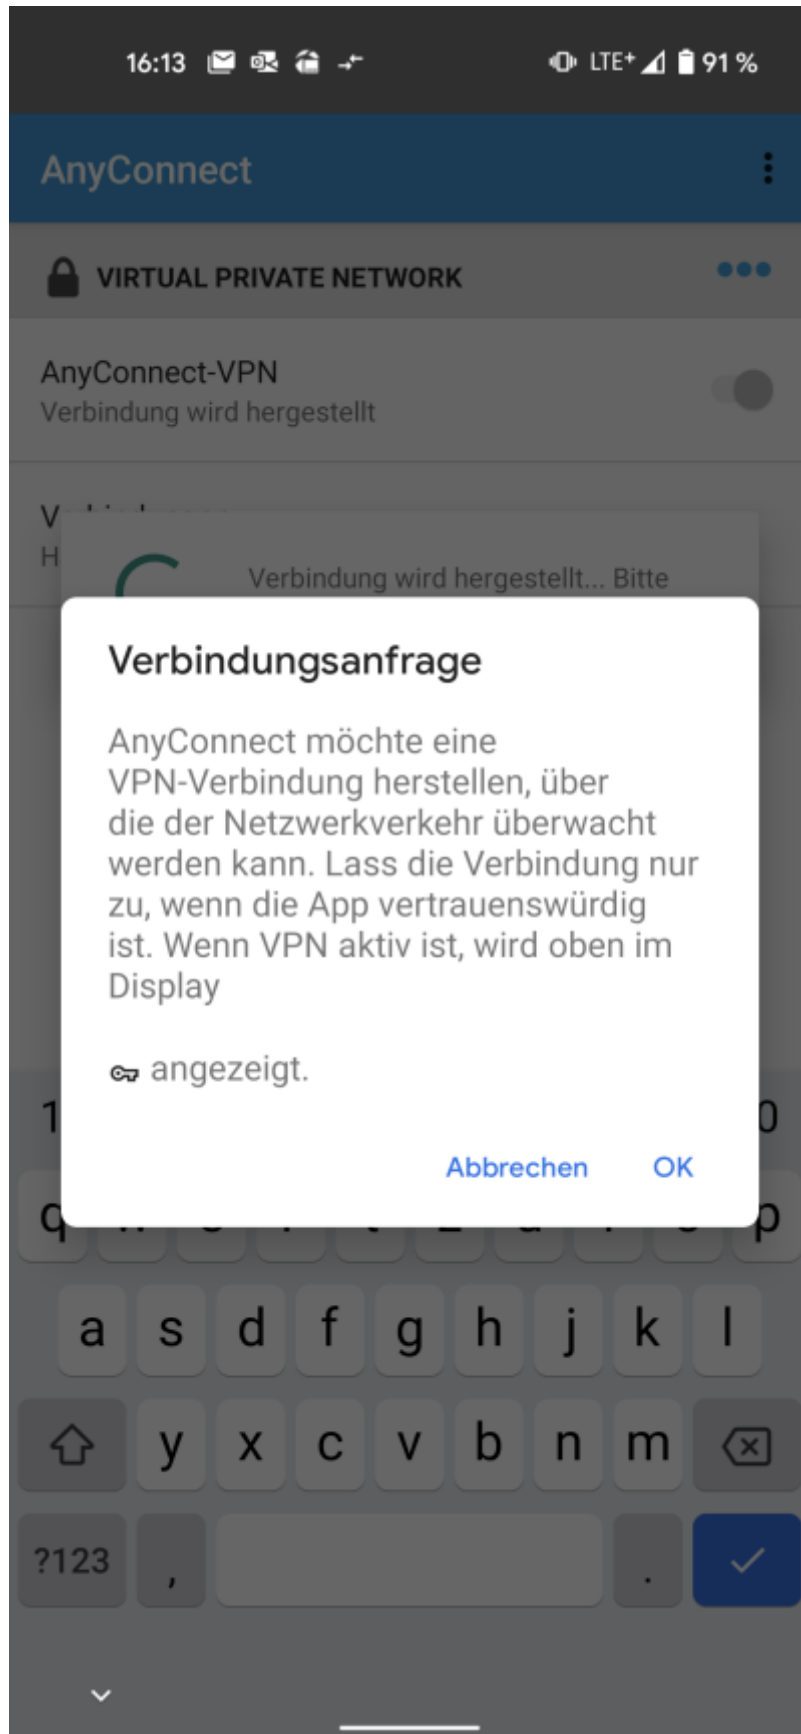 16:13 LTE+ 91 %
AnyConnect
VIRTUAL PRIVATE NETWORK
AnyConnect-VPN
Verbindung wird hergestellt
Verbindung wird hergestellt... Bitte
Verbindungsanfrage
AnyConnect möchte eine
VPN-Verbindung herstellen, über
die der Netzwerkverkehr überwacht
werden kann. Lass die Verbindung nur
zu, wenn die App vertrauenswürdig
ist. Wenn VPN aktiv ist, wird oben im
Display
angezeigt.
Abbrechen OK
1 0
q p
a s d f g h j k l
y x c v b n m
?123 , .